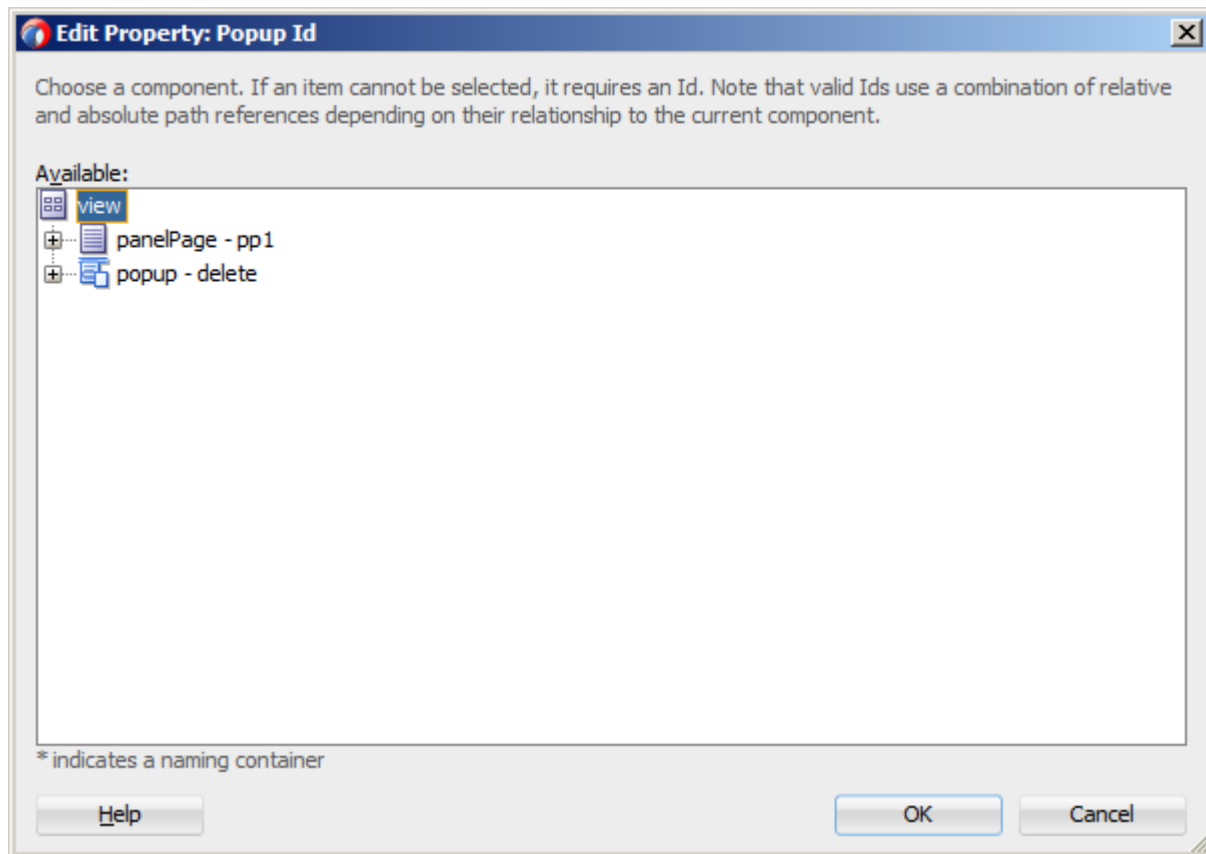 Edit Property: Popup Id
Choose a component. If an item cannot be selected, it requires an Id. Note that valid Ids use a combination of relative
and absolute path references depending on their relationship to the current component.
Available:
view
panelPage - pp1
popup - delete
* indicates a naming container
Help
OK
Cancel